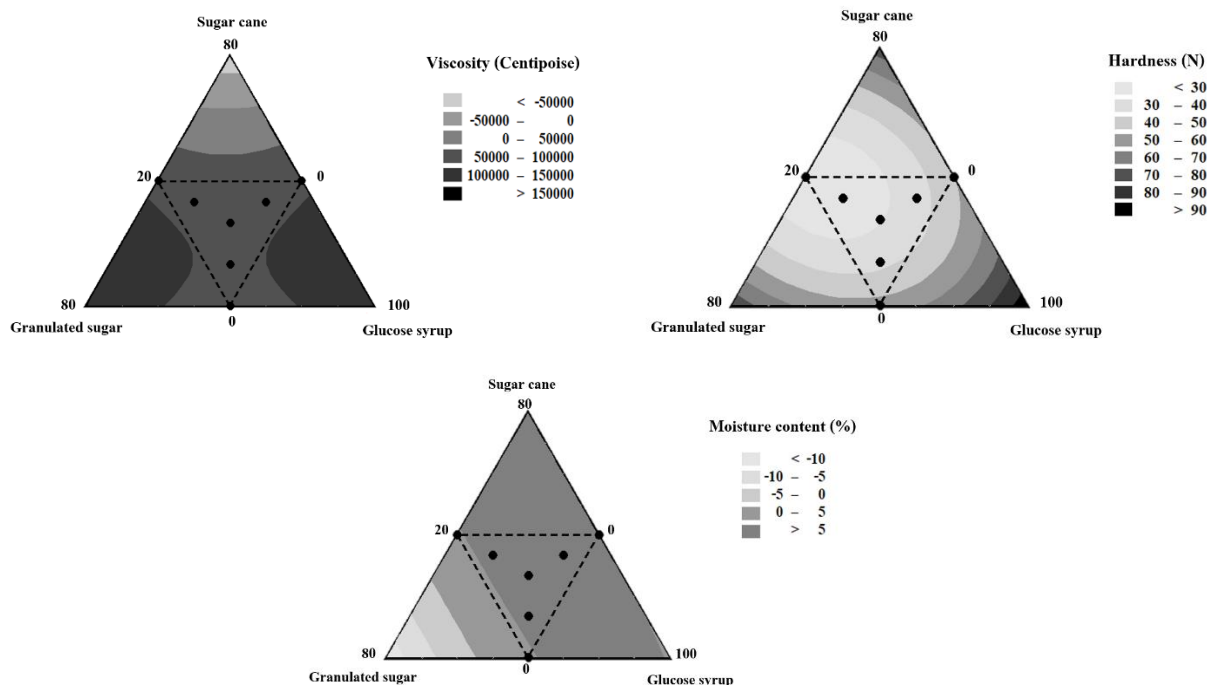 Sugar cane
80
Viscosity (Centipoise)
< -50000
-50000 – 0
0 – 50000
50000 – 100000
100000 – 150000
> 150000
20
0
80
100
0
Granulated sugar
Glucose syrup
Sugar cane
80
Hardness (N)
< 30
30 – 40
40 – 50
50 – 60
60 – 70
70 – 80
80 – 90
> 90
20
0
80
100
0
Granulated sugar
Glucose syrup
Sugar cane
80
Moisture content (%)
< -10
-10 – -5
-5 – 0
0 – 5
> 5
20
0
80
100
0
Granulated sugar
Glucose syrup